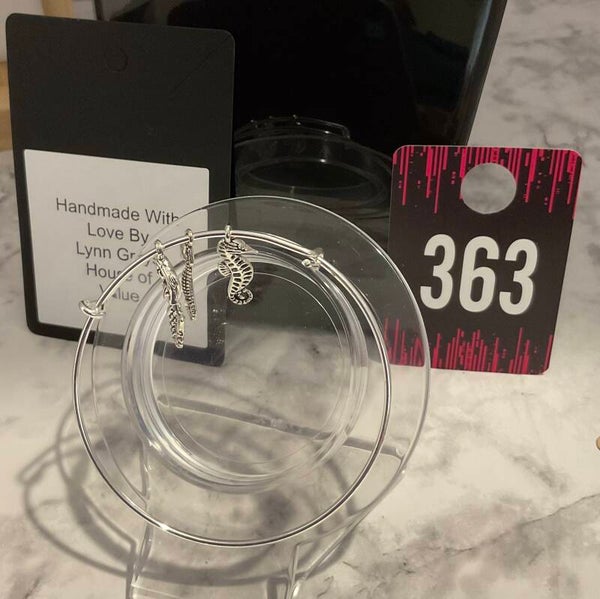 Handmade With
Love By
Lynn
House of
Value
363